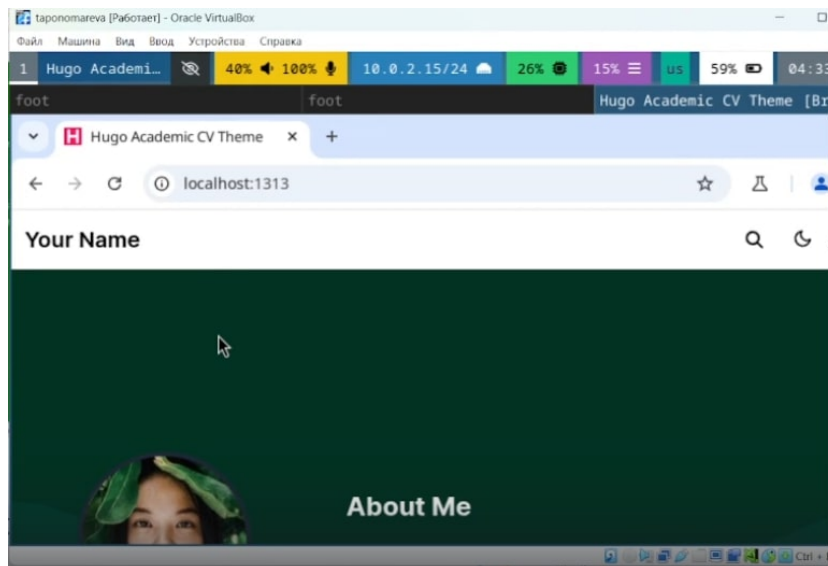 taponomareva [Работает] - Oracle VirtualBox
Файл Машина Вид Ввод Устройства Справка
1 Hugo Academi… 40% 100% 10.0.2.15/24 26% 15% us 59% 04:33
foot foot Hugo Academic CV Theme [Br
Hugo Academic CV Theme
localhost:1313
Your Name
About Me
Ctrl +